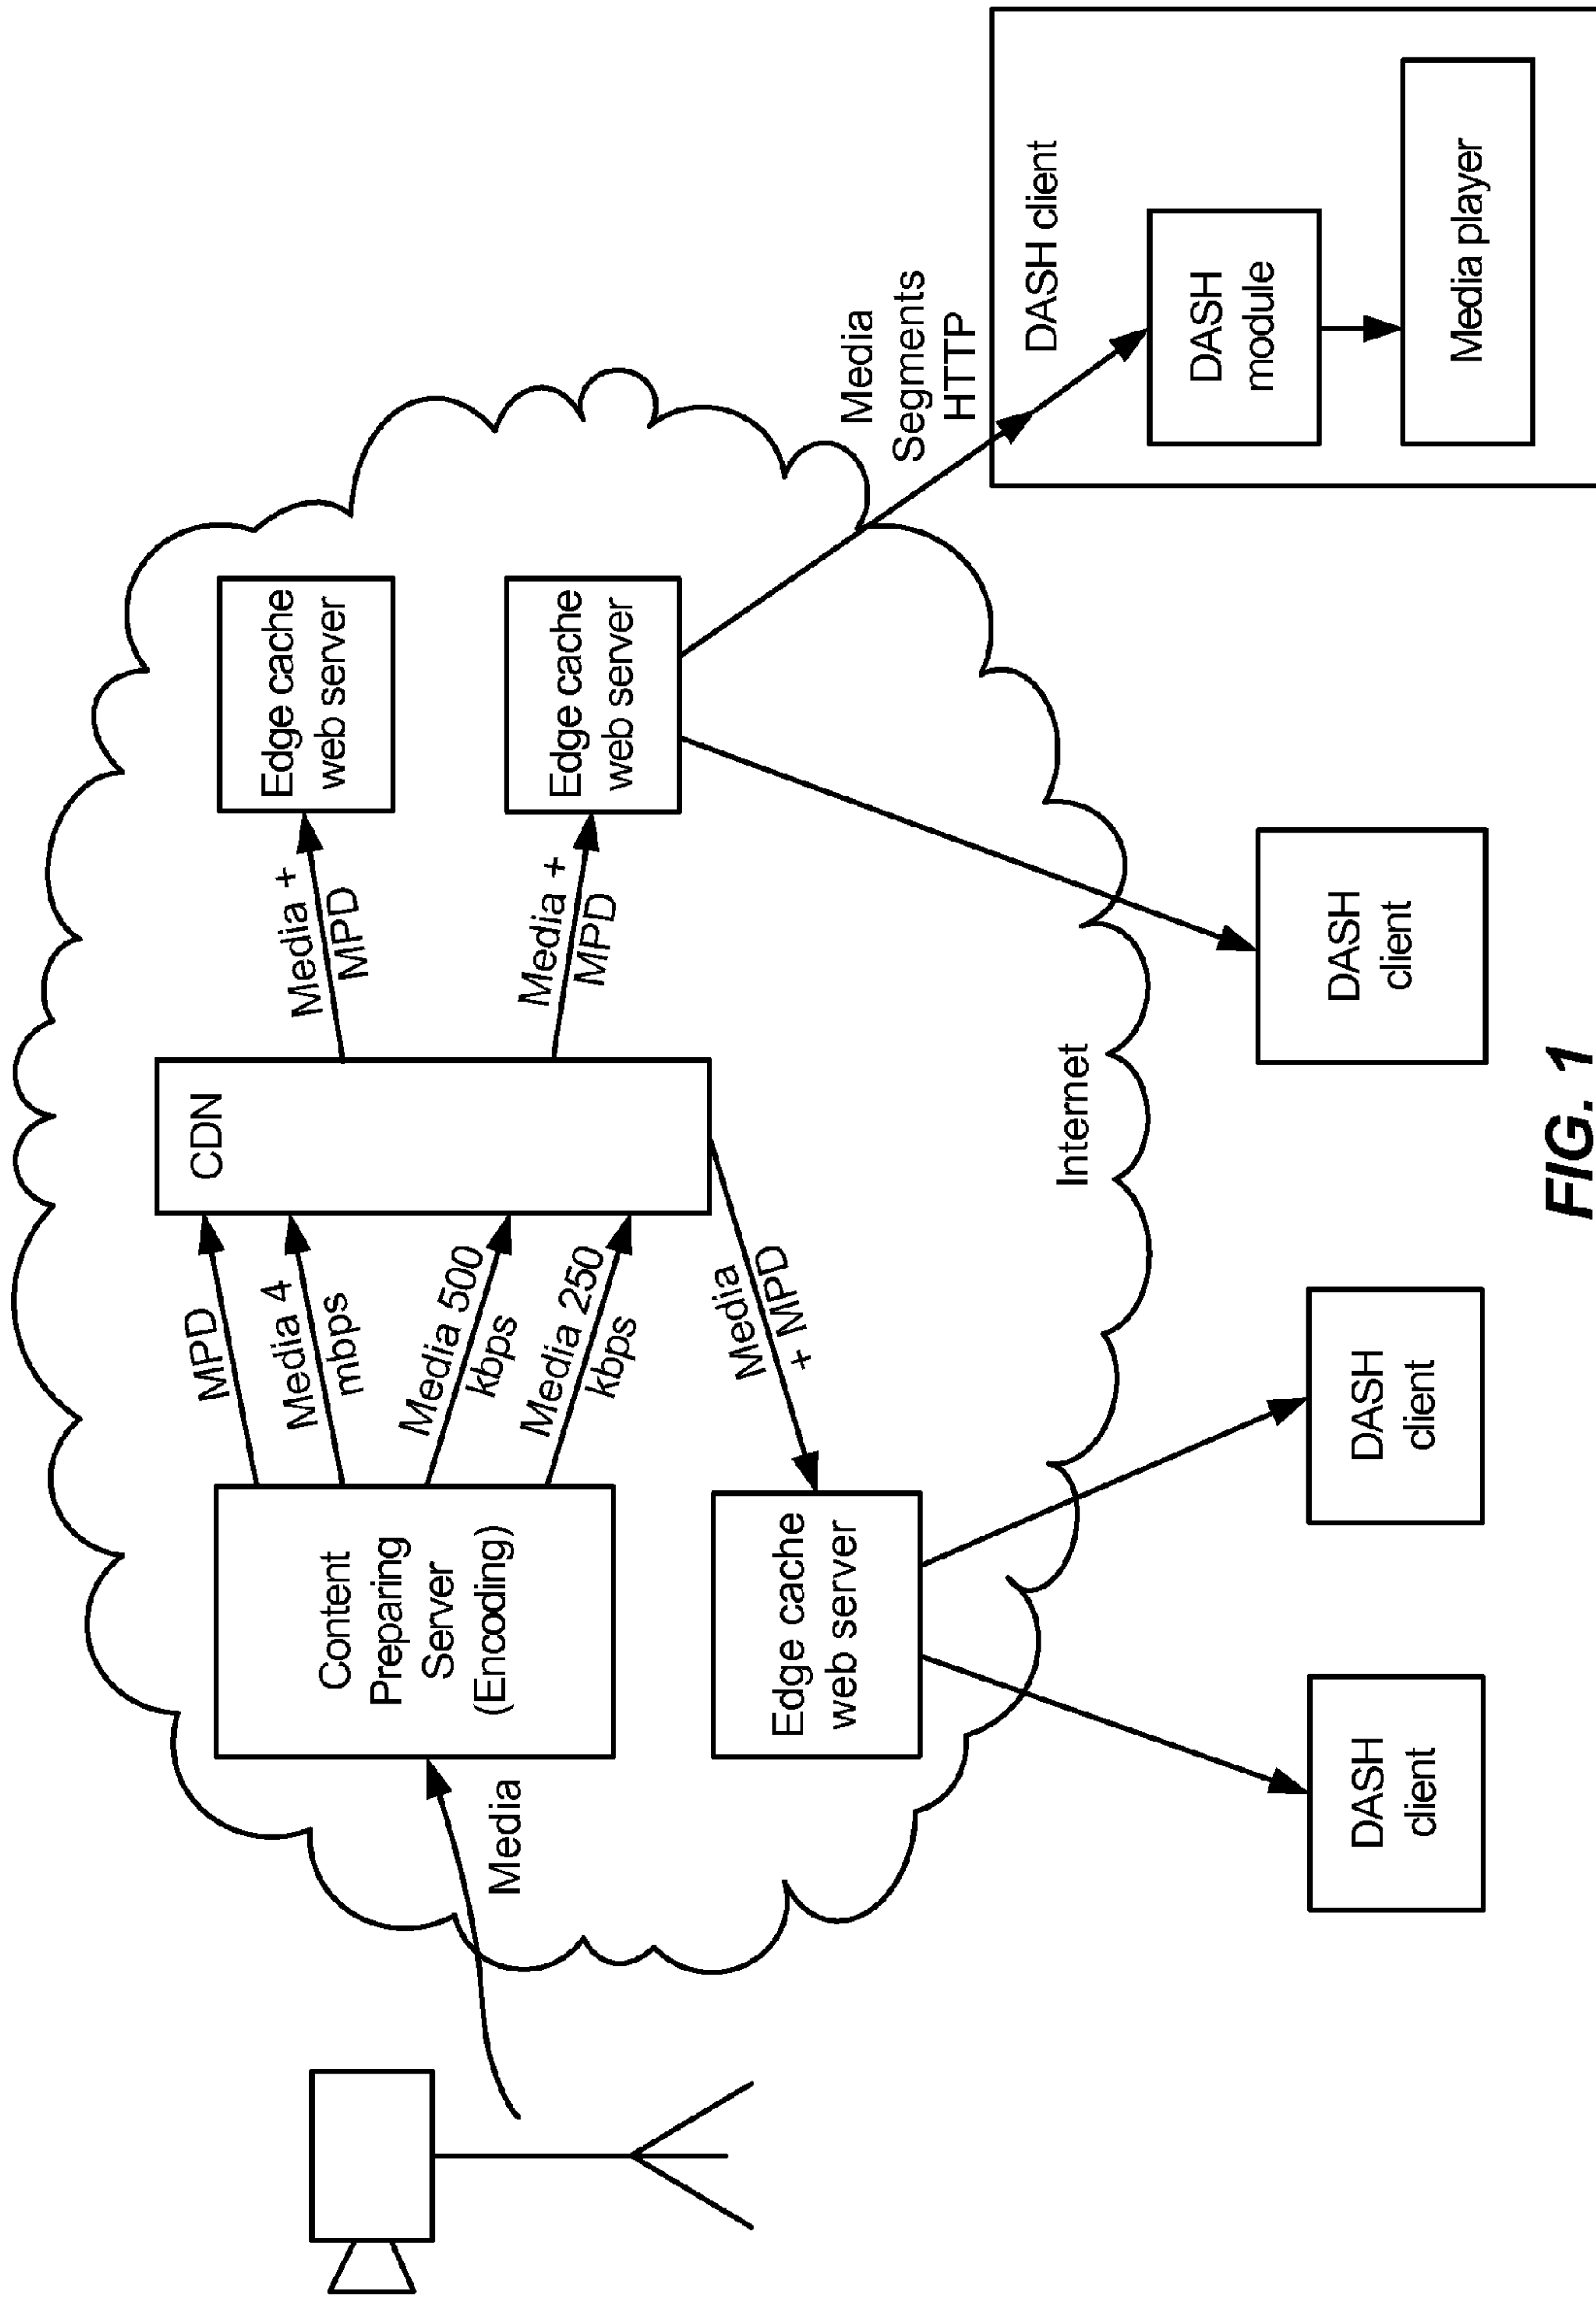 Media
Content
Preparing
Server
(Encoding)
MPD
Media 4
mbps
Media 500
kbps
Media 250
kbps
CDN
Media +
MPD
Edge cache
web server
Media +
MPD
Edge cache
web server
Media
+ MPD
Edge cache
web server
Internet
Media
Segments
HTTP
DASH client
DASH
module
Media player
DASH
client
DASH
client
DASH
client
FIG. 1